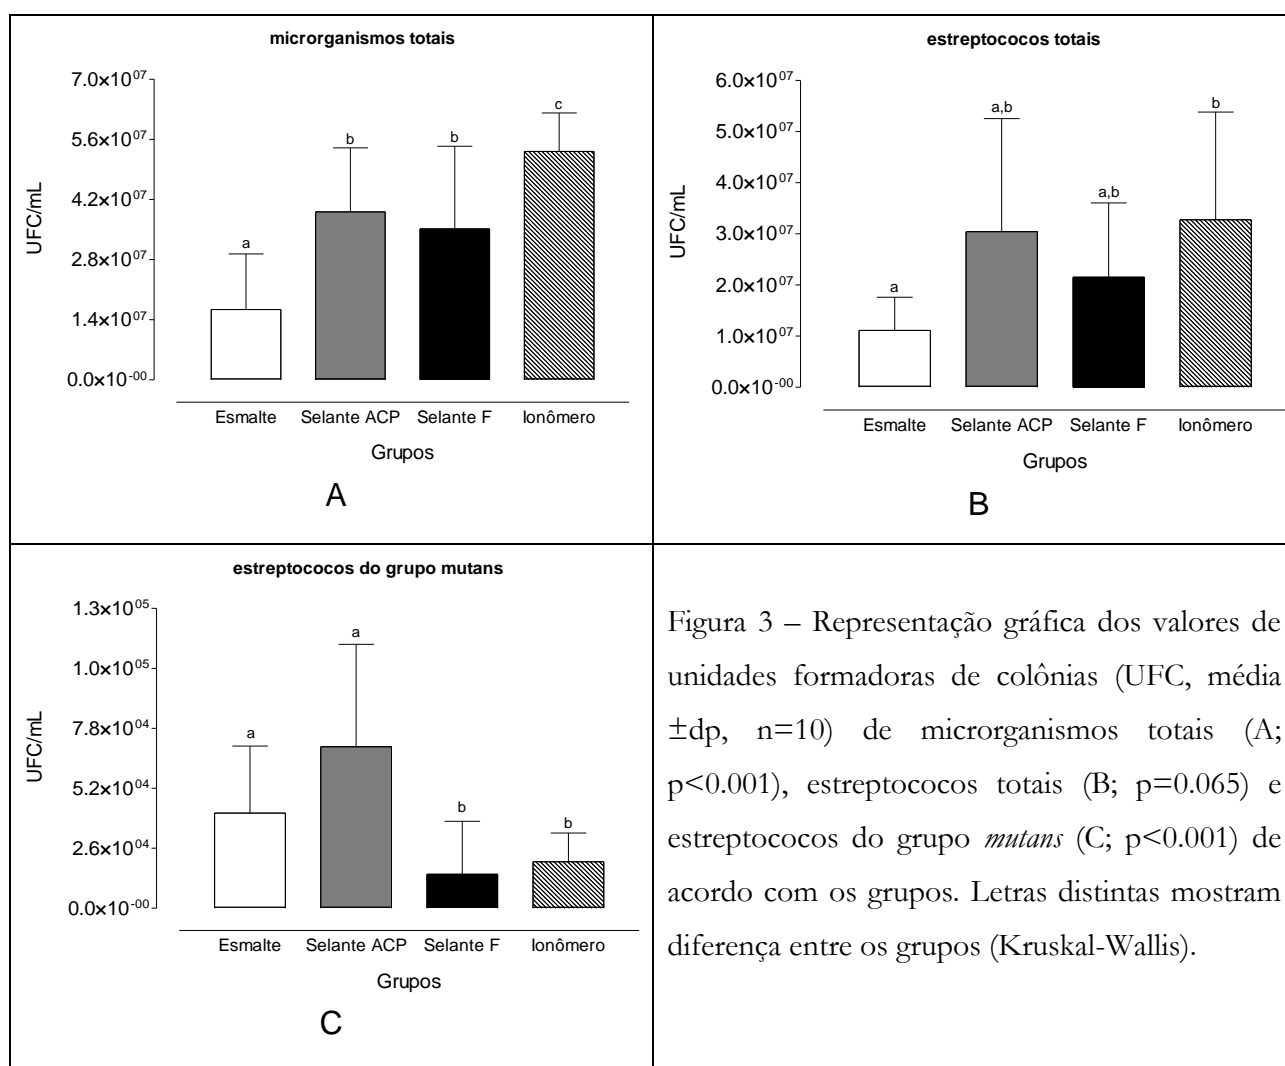 microrganismos totais
7.0×10⁰⁷
5.6×10⁰⁷
4.2×10⁰⁷
2.8×10⁰⁷
1.4×10⁰⁷
0.0×10⁻⁰⁰
UFC/mL
a
b
b
c
Esmalte Selante ACP Selante F Ionômero
Grupos
A
estreptococos totais
6.0×10⁰⁷
5.0×10⁰⁷
4.0×10⁰⁷
3.0×10⁰⁷
2.0×10⁰⁷
1.0×10⁰⁷
0.0×10⁻⁰⁰
UFC/mL
a
a,b
a,b
b
Esmalte Selante ACP Selante F Ionômero
Grupos
B
estreptococos do grupo mutans
1.3×10⁰⁵
1.0×10⁰⁵
7.8×10⁰⁴
5.2×10⁰⁴
2.6×10⁰⁴
0.0×10⁻⁰⁰
UFC/mL
a
a
b
b
Esmalte Selante ACP Selante F Ionômero
Grupos
C
Figura 3 – Representação gráfica dos valores de
unidades formadoras de colônias (UFC, média
±dp, n=10) de microrganismos totais (A;
p<0.001), estreptococos totais (B; p=0.065) e
estreptococos do grupo mutans (C; p<0.001) de
acordo com os grupos. Letras distintas mostram
diferença entre os grupos (Kruskal-Wallis).